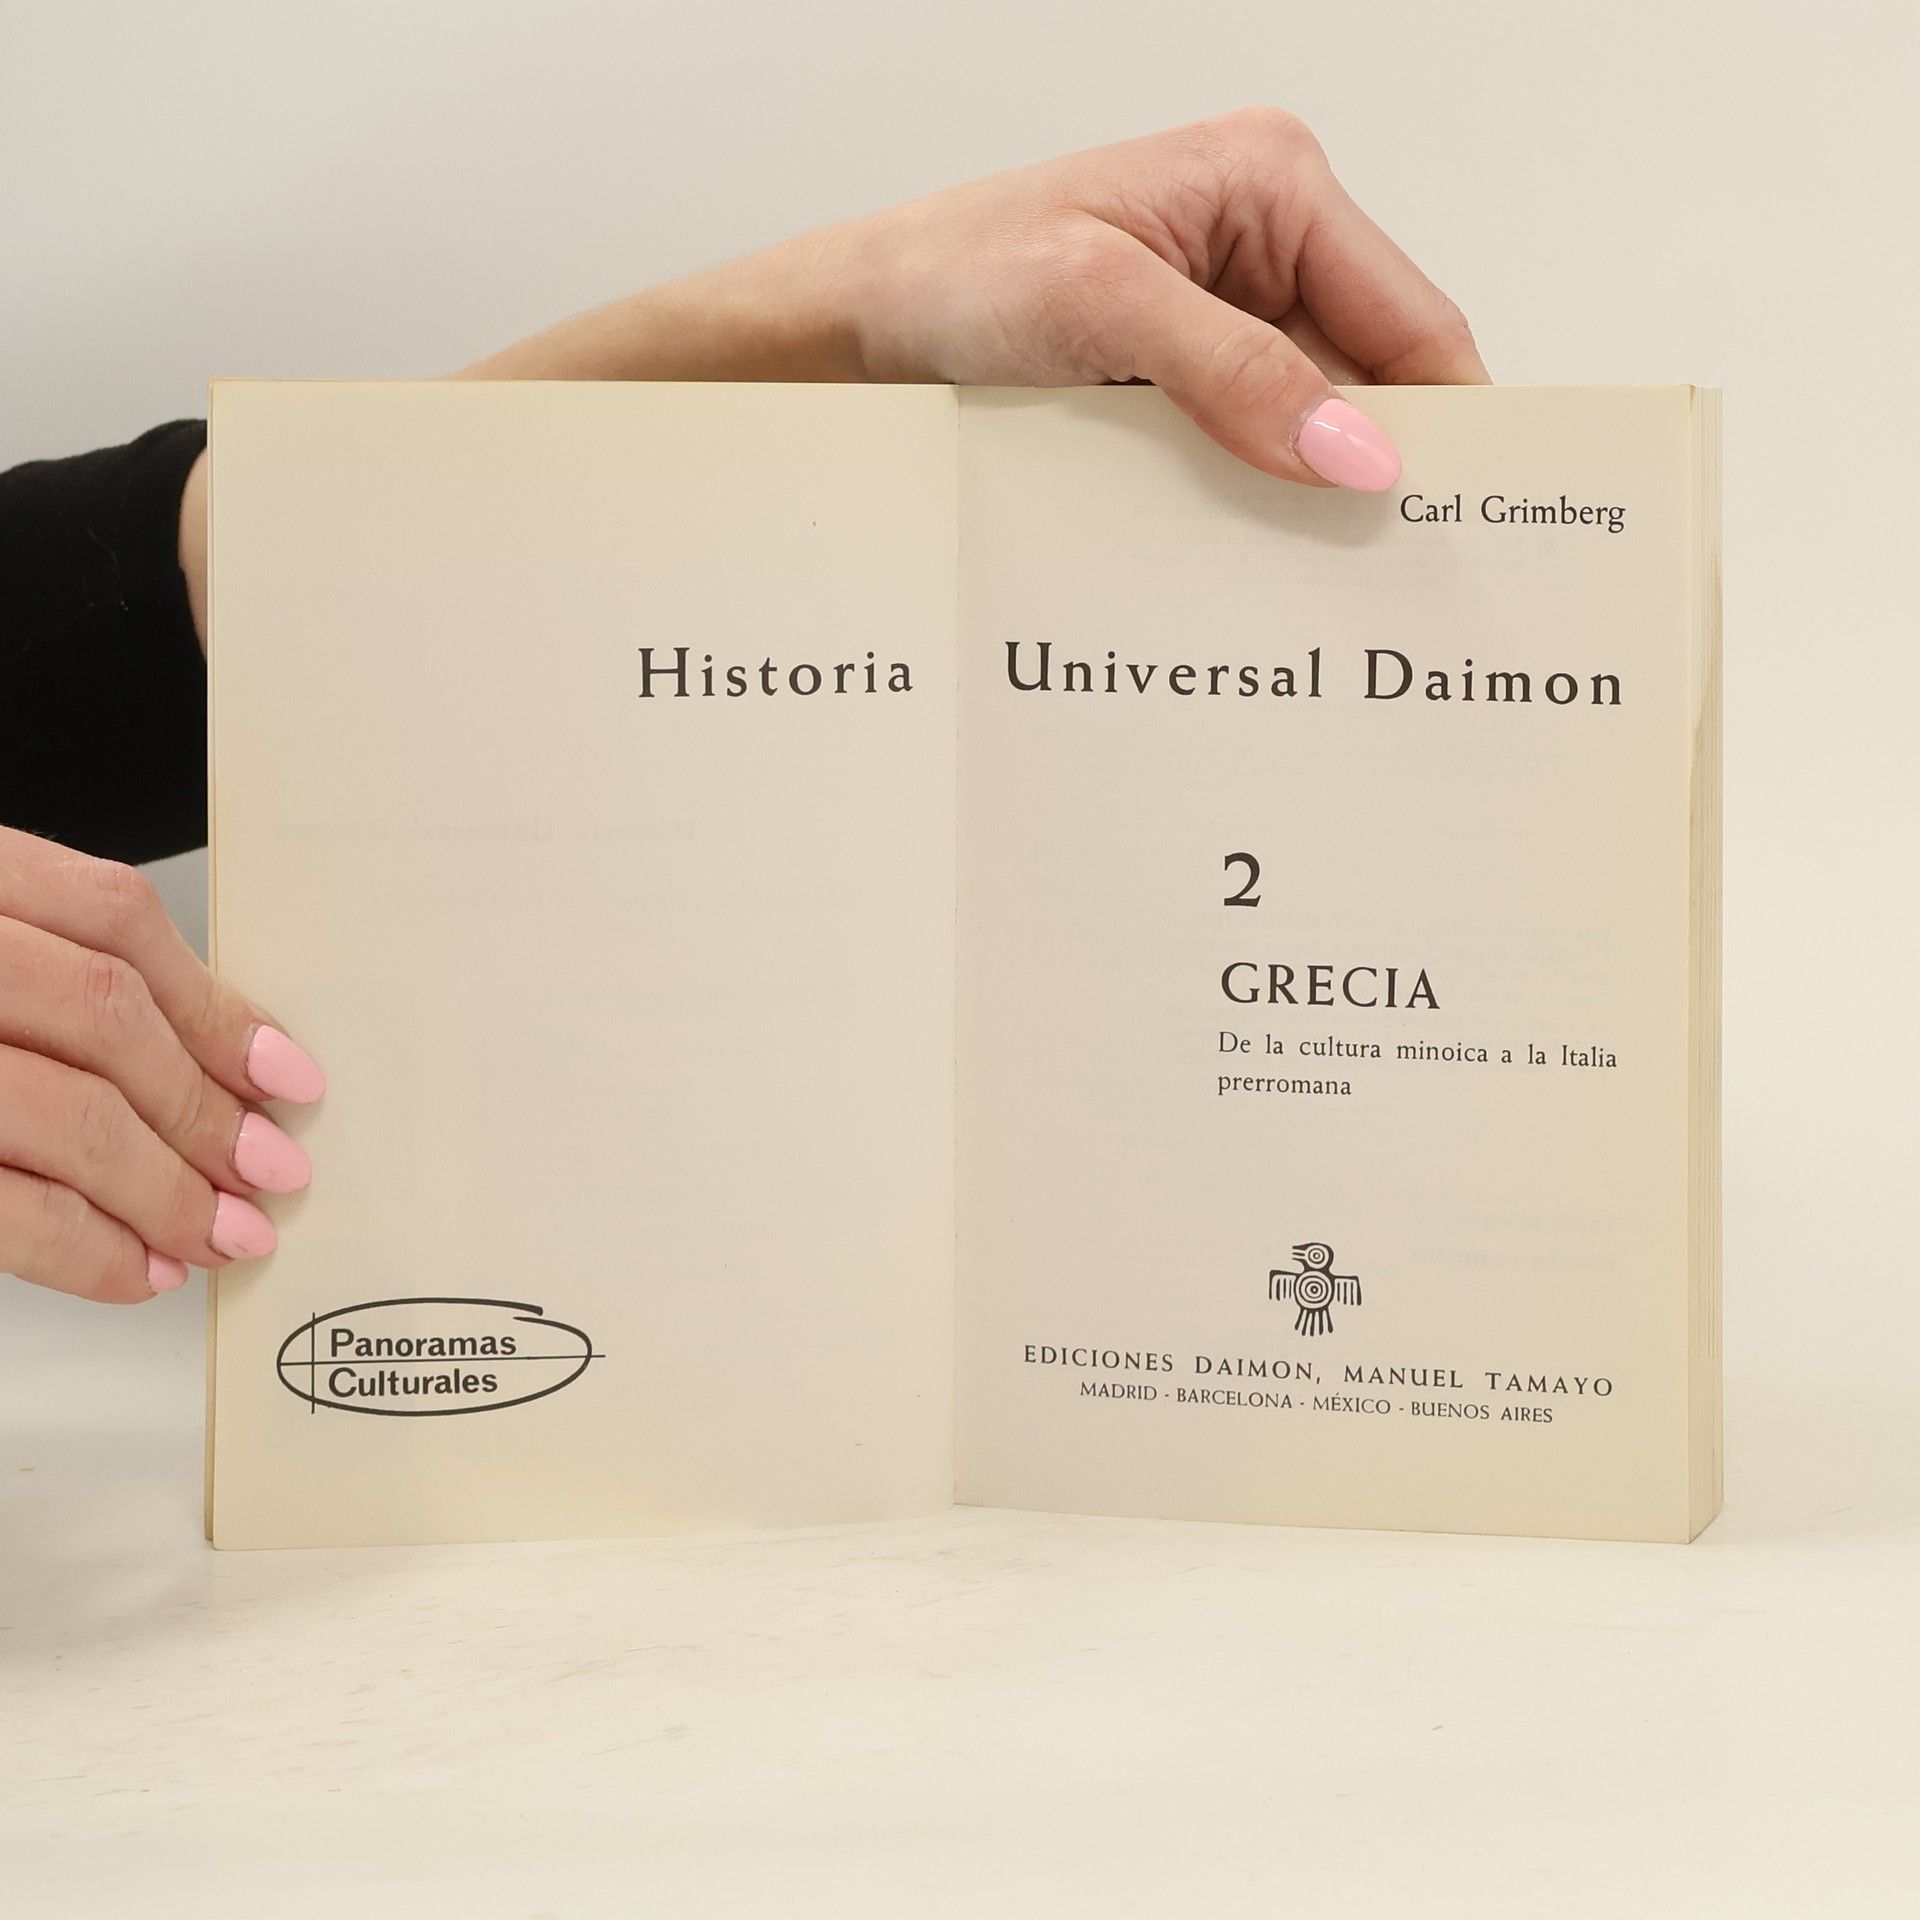 Carl Grimberg
Historia Universal Daimon
2
GRECIA
De la cultura minoica a la Italia
prerromana
Panoramas
Culturales
EDICIONES DAIMON, MANUEL TAMAYO
MADRID - BARCELONA - MÉXICO - BUENOS AIRES